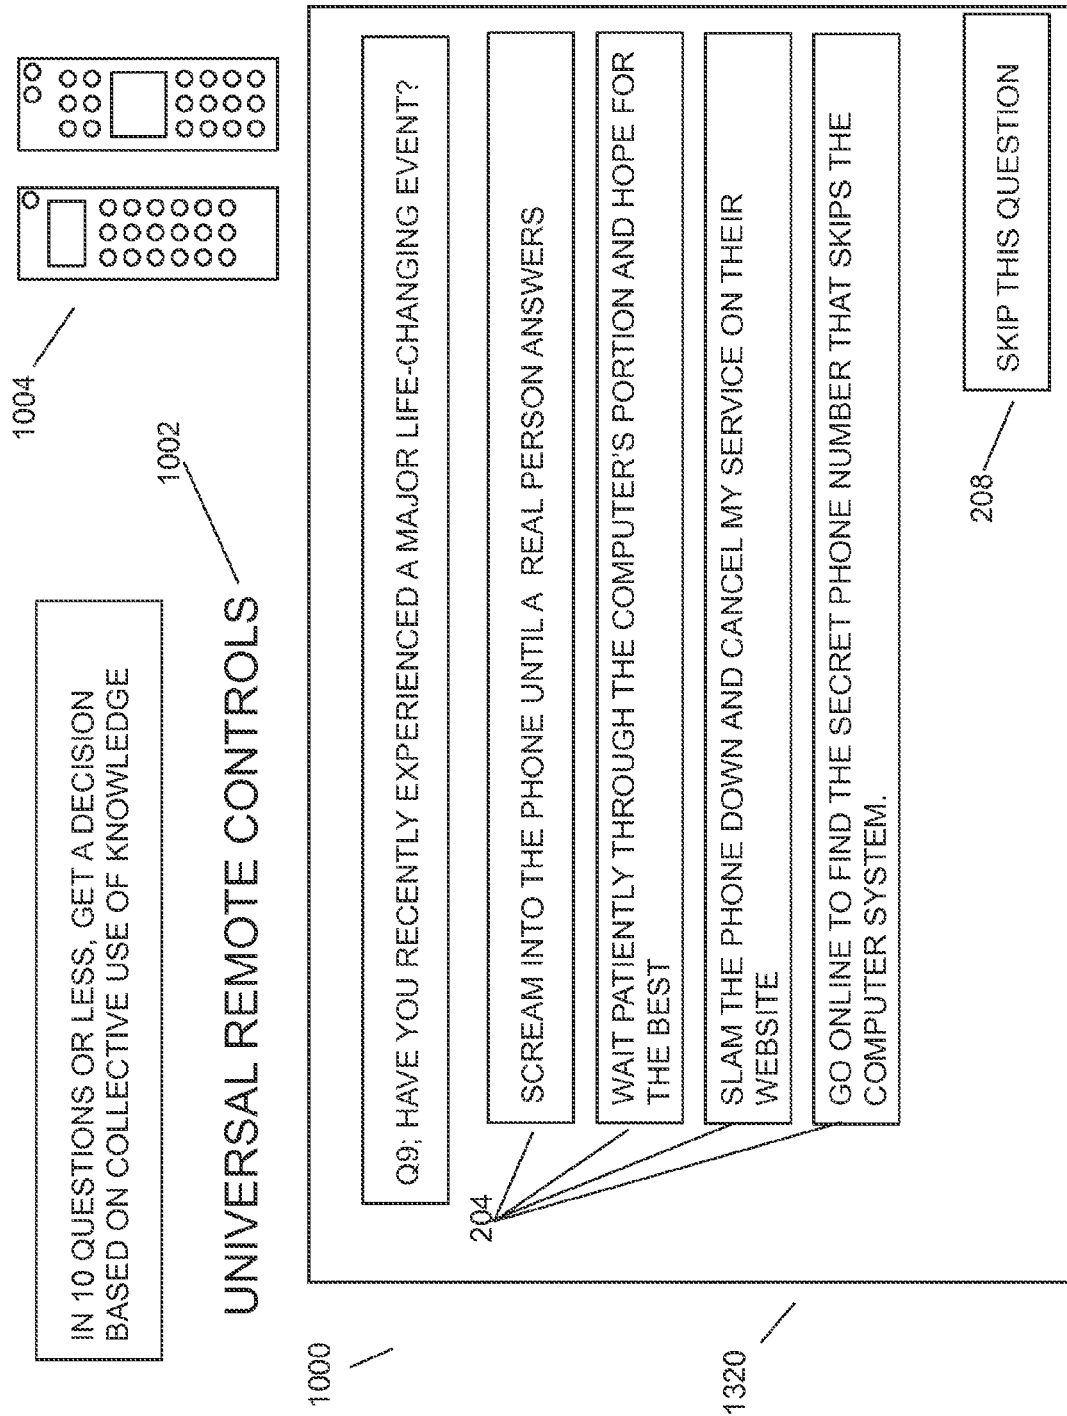 IN 10 QUESTIONS OR LESS, GET A DECISION
BASED ON COLLECTIVE USE OF KNOWLEDGE
1004
UNIVERSAL REMOTE CONTROLS
1002
1000
Q9; HAVE YOU RECENTLY EXPERIENCED A MAJOR LIFE-CHANGING EVENT?
204
SCREAM INTO THE PHONE UNTIL A REAL PERSON ANSWERS
WAIT PATIENTLY THROUGH THE COMPUTER'S PORTION AND HOPE FOR
THE BEST
SLAM THE PHONE DOWN AND CANCEL MY SERVICE ON THEIR
WEBSITE
GO ONLINE TO FIND THE SECRET PHONE NUMBER THAT SKIPS THE
COMPUTER SYSTEM.
1320
208
SKIP THIS QUESTION